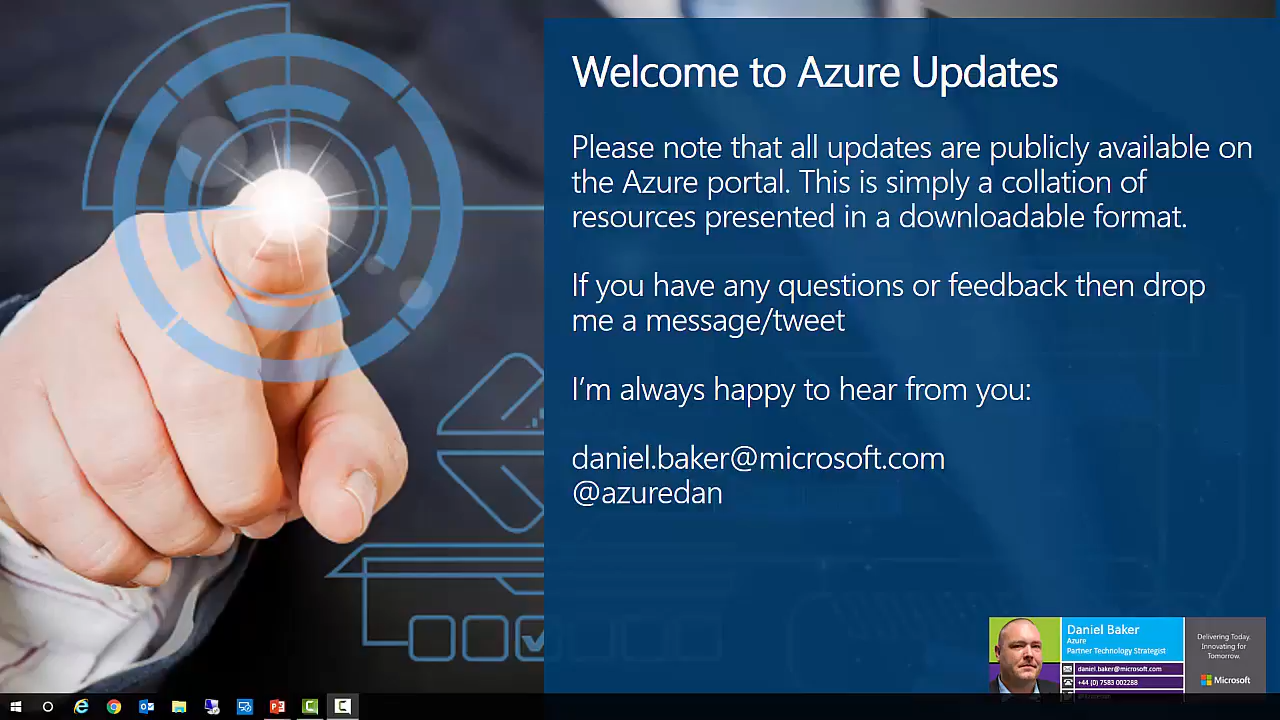 Welcome to Azure Updates
Please note that all updates are publicly available on
the Azure portal. This is simply a collation of
resources presented in a downloadable format.
If you have any questions or feedback then drop
me a message/tweet
I'm always happy to hear from you:
daniel.baker@microsoft.com
@azuredan
Daniel Baker
Azure
Partner Technology Strategist
daniel.baker@microsoft.com
+44 (0) 7583 002288
Delivering Today.
Innovating for
Tomorrow.
Microsoft